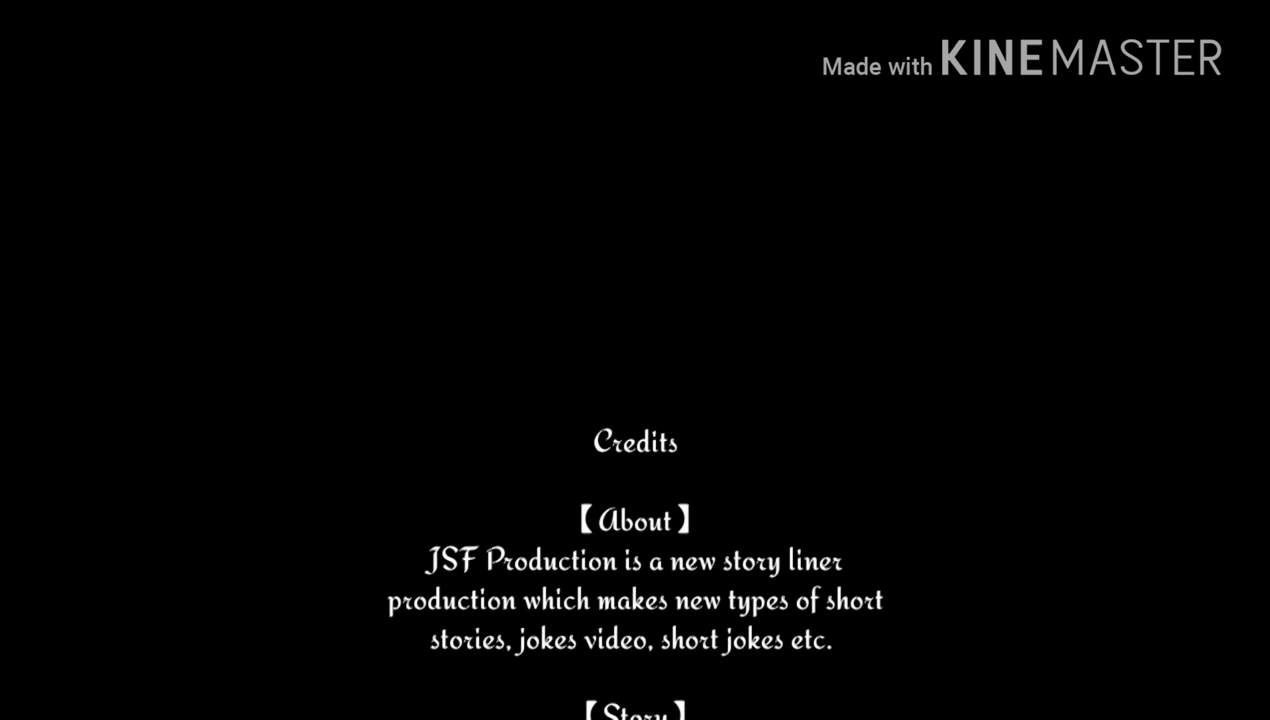 Made with KINEMASTER
Credits
【About】
JSF Production is a new story liner
production which makes new types of short
stories, jokes video, short jokes etc.
【Story】